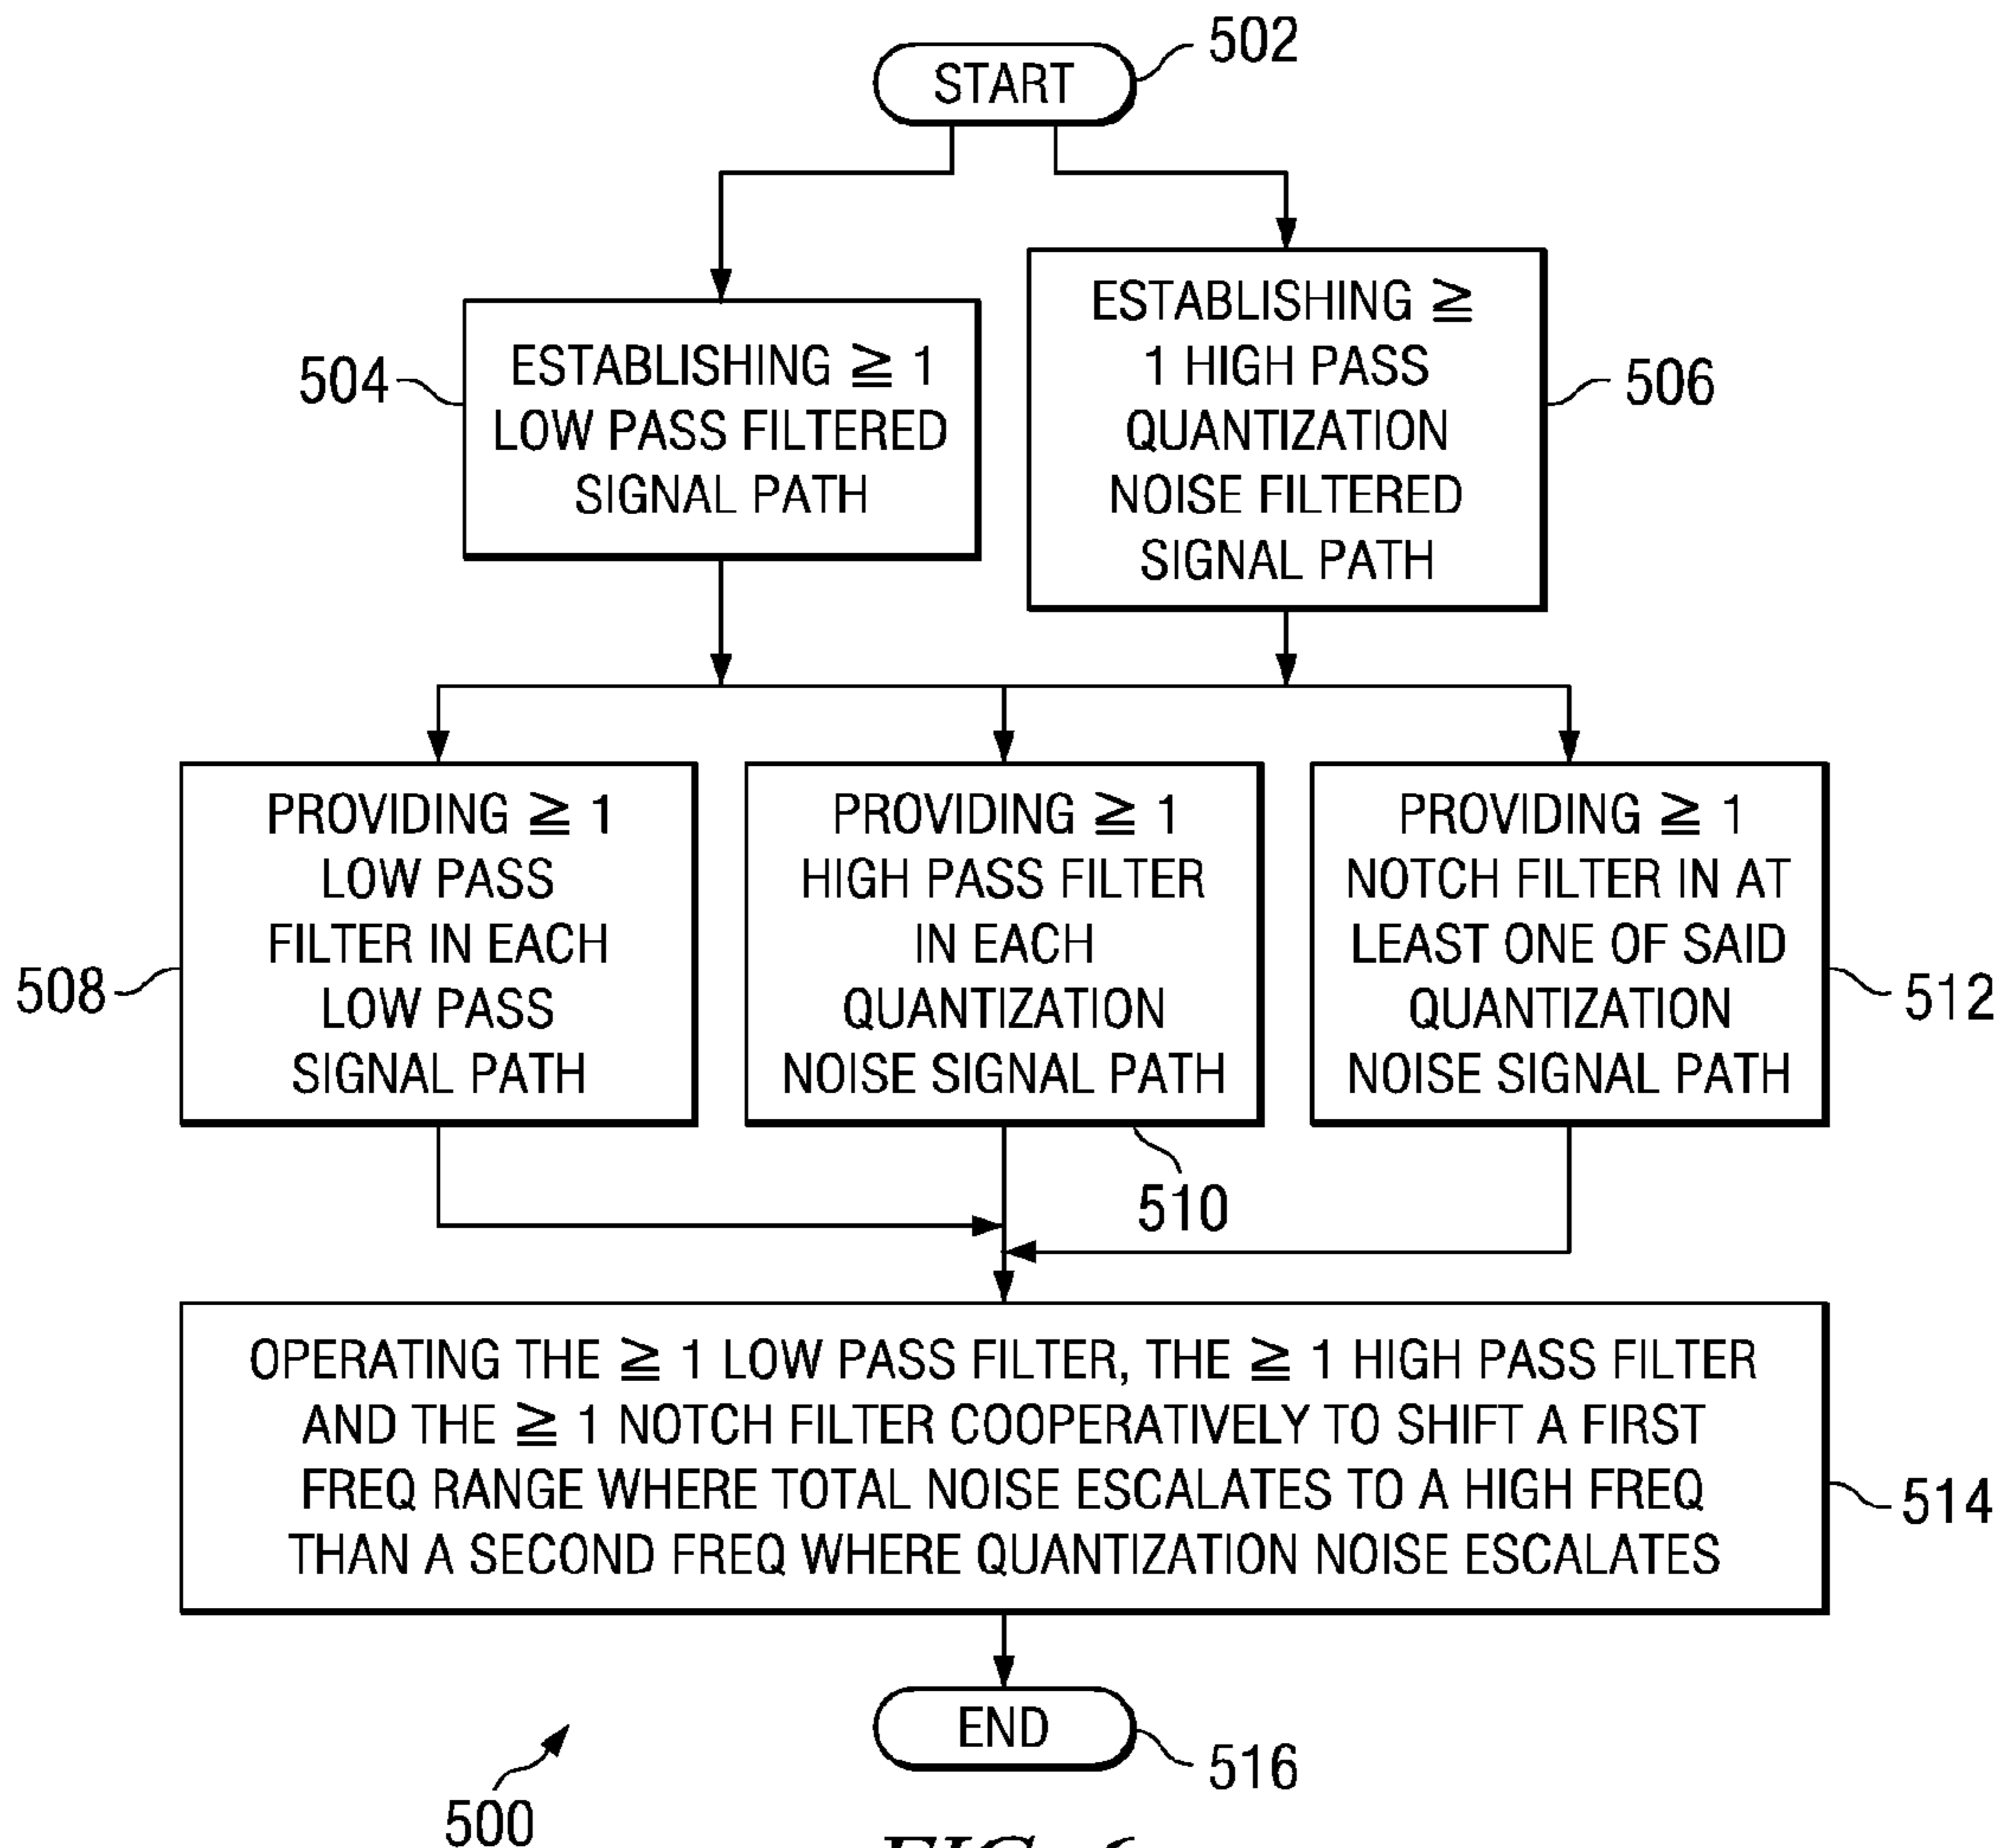 502
START
ESTABLISHING ≧ 1
LOW PASS FILTERED
SIGNAL PATH
504
ESTABLISHING ≧
1 HIGH PASS
QUANTIZATION
NOISE FILTERED
SIGNAL PATH
506
PROVIDING ≧ 1
LOW PASS
FILTER IN EACH
LOW PASS
SIGNAL PATH
508
PROVIDING ≧ 1
HIGH PASS FILTER
IN EACH
QUANTIZATION
NOISE SIGNAL PATH
510
PROVIDING ≧ 1
NOTCH FILTER IN AT
LEAST ONE OF SAID
QUANTIZATION
NOISE SIGNAL PATH
512
OPERATING THE ≧ 1 LOW PASS FILTER, THE ≧ 1 HIGH PASS FILTER
AND THE ≧ 1 NOTCH FILTER COOPERATIVELY TO SHIFT A FIRST
FREQ RANGE WHERE TOTAL NOISE ESCALATES TO A HIGH FREQ
THAN A SECOND FREQ WHERE QUANTIZATION NOISE ESCALATES
514
END
516
500